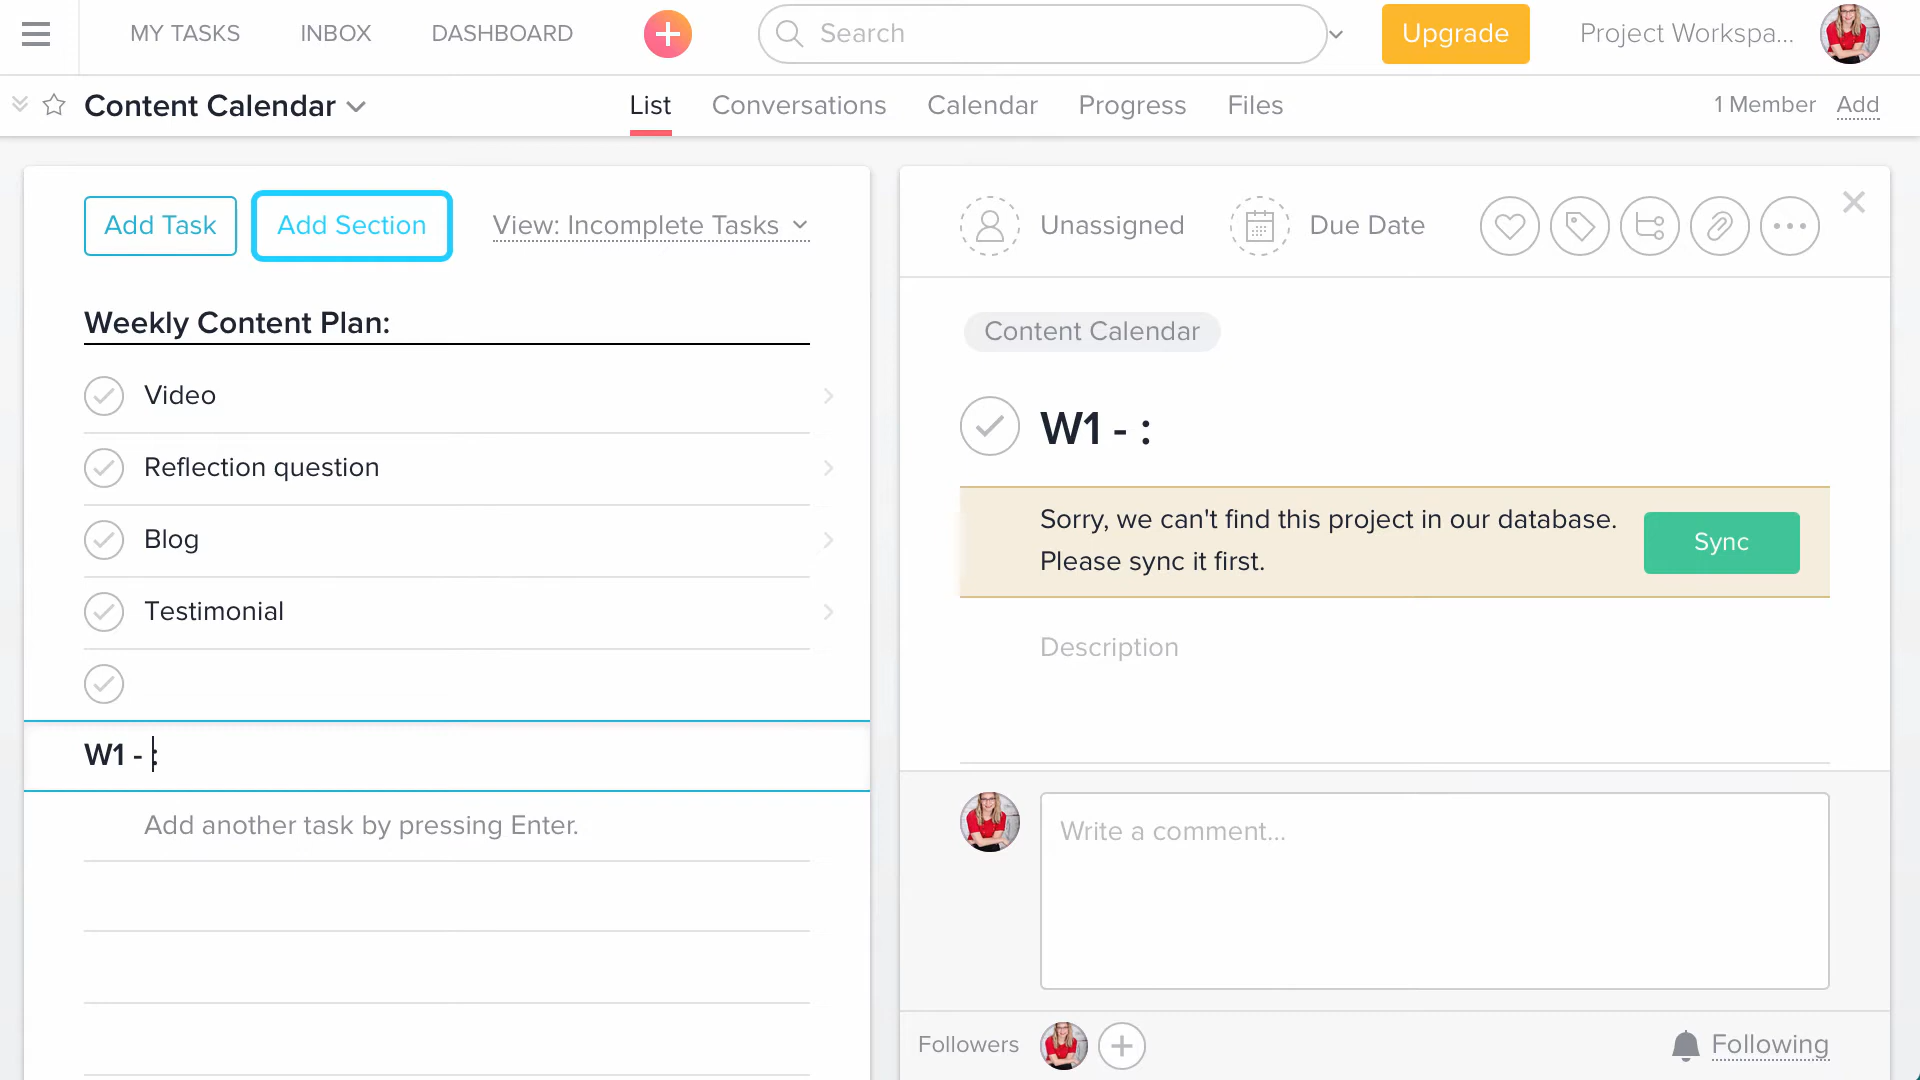 MY TASKS INBOX DASHBOARD Search Upgrade Project Workspa...
Content Calendar List Conversations Calendar Progress Files 1 Member Add
Add Task Add Section View: Incomplete Tasks
Weekly Content Plan:
Video
Reflection question
Blog
Testimonial
W1 - :
Add another task by pressing Enter.
Unassigned Due Date
Content Calendar
W1 - :
Sorry, we can't find this project in our database.
Please sync it first.
Sync
Description
Write a comment...
Followers Following